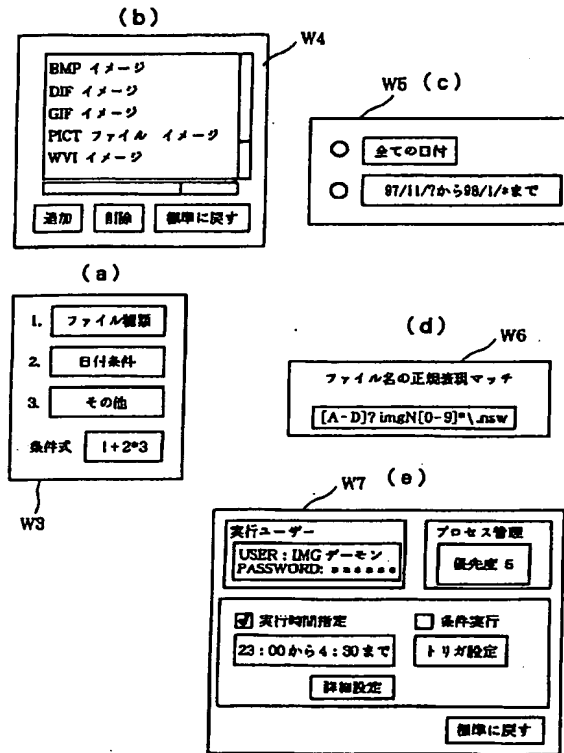 (b)
W4
BMP イメージ
DIF イメージ
GIF イメージ
PICT ファイル イメージ
WVI イメージ
追加 削除 標準に戻す
W5 (c)
全ての日付
97/11/?から98/1/*まで
(a)
1. ファイル種類
2. 日付条件
3. その他
条件式 1+2*3
W3
(d)
W6
ファイル名の正規表現マッチ
[A-D]?imgN[0-9]*\.nsw
W7 (e)
実行ユーザー
USER : IMG デーモン
PASSWORD: ******
プロセス管理
優先度 5
実行時間指定 条件実行
23:00から4:30まで トリガ設定
詳細設定
標準に戻す